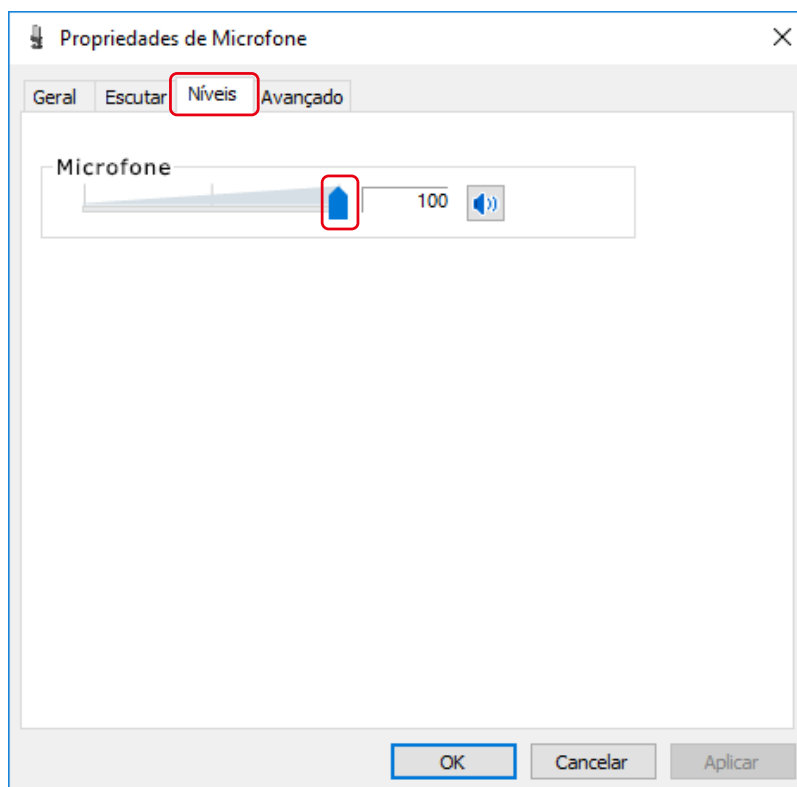 Propriedades de Microfone
Geral Escutar Níveis Avançado
Microfone
100
OK Cancelar Aplicar